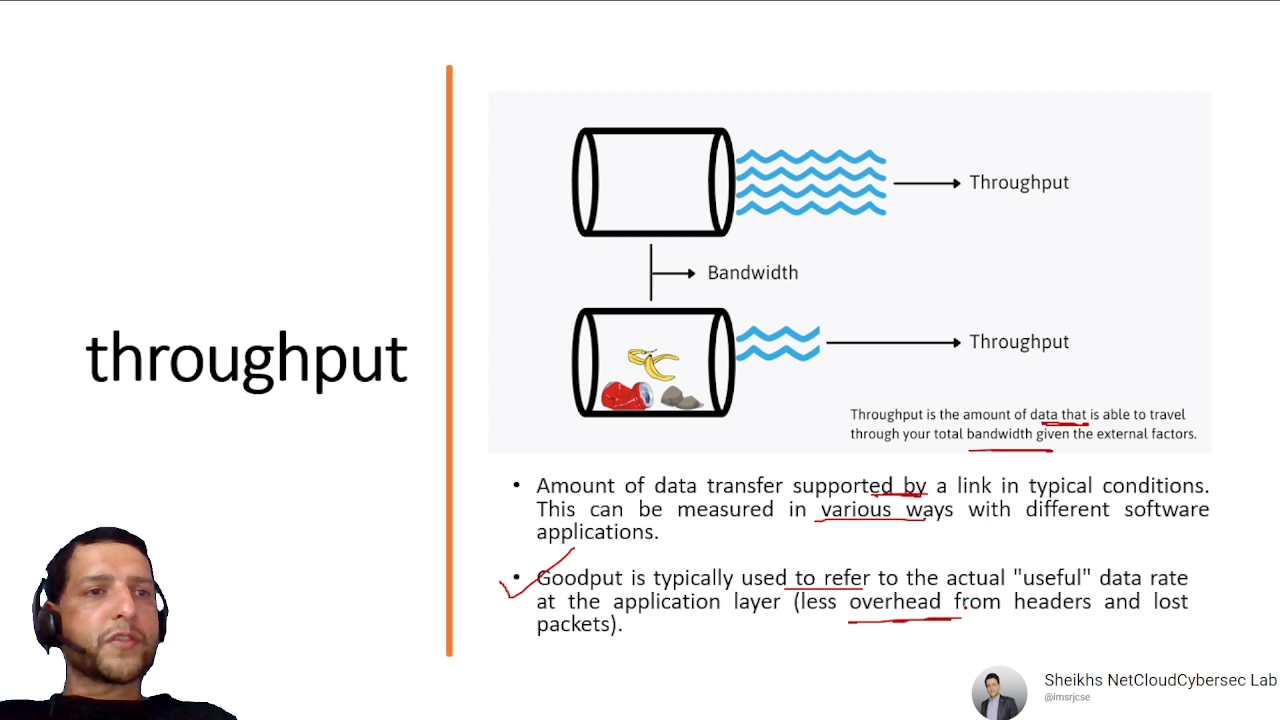 throughput
Throughput
Bandwidth
Throughput
Throughput is the amount of data that is able to travel
through your total bandwidth given the external factors.
• Amount of data transfer supported by a link in typical conditions.
This can be measured in various ways with different software
applications.
• Goodput is typically used to refer to the actual "useful" data rate
at the application layer (less overhead from headers and lost
packets).
Sheikhs NetCloudCybersec Lab
@imsrjcse